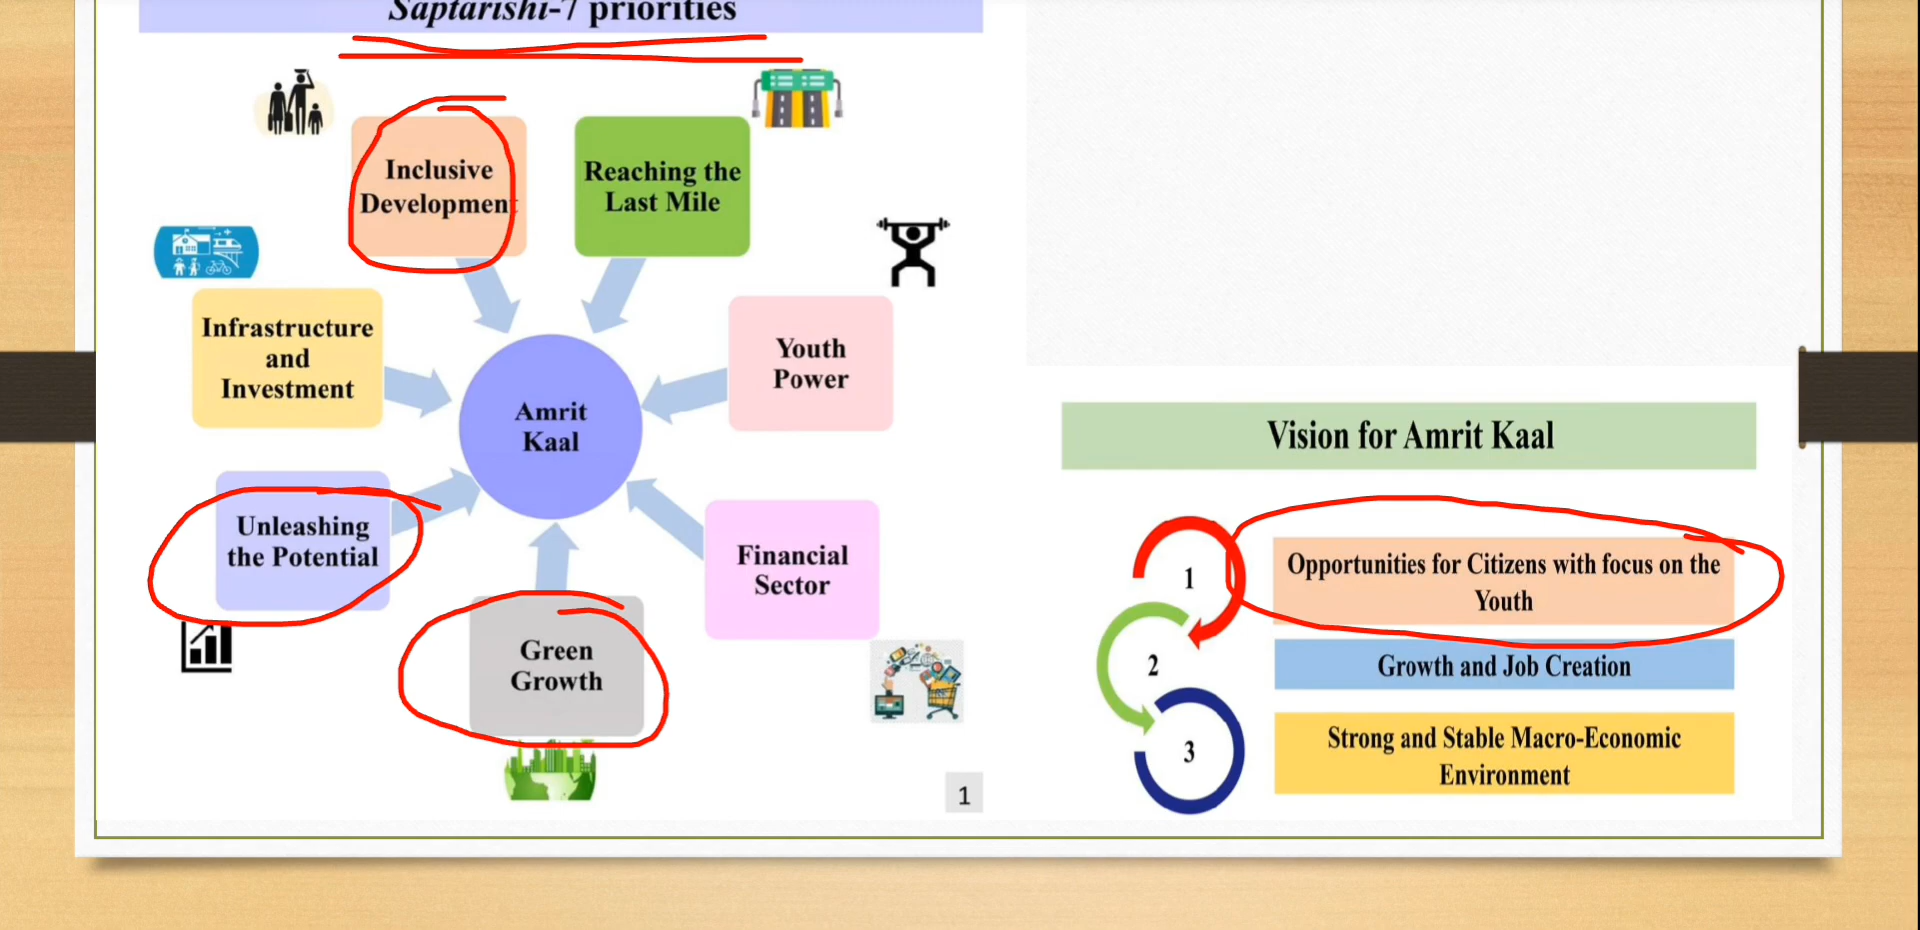 Saptarishi-7 priorities
Inclusive
Development
Reaching the
Last Mile
Infrastructure
and
Investment
Youth
Power
Amrit
Kaal
Unleashing
the Potential
Financial
Sector
Green
Growth
1
Vision for Amrit Kaal
1
Opportunities for Citizens with focus on the
Youth
2
Growth and Job Creation
3
Strong and Stable Macro-Economic
Environment